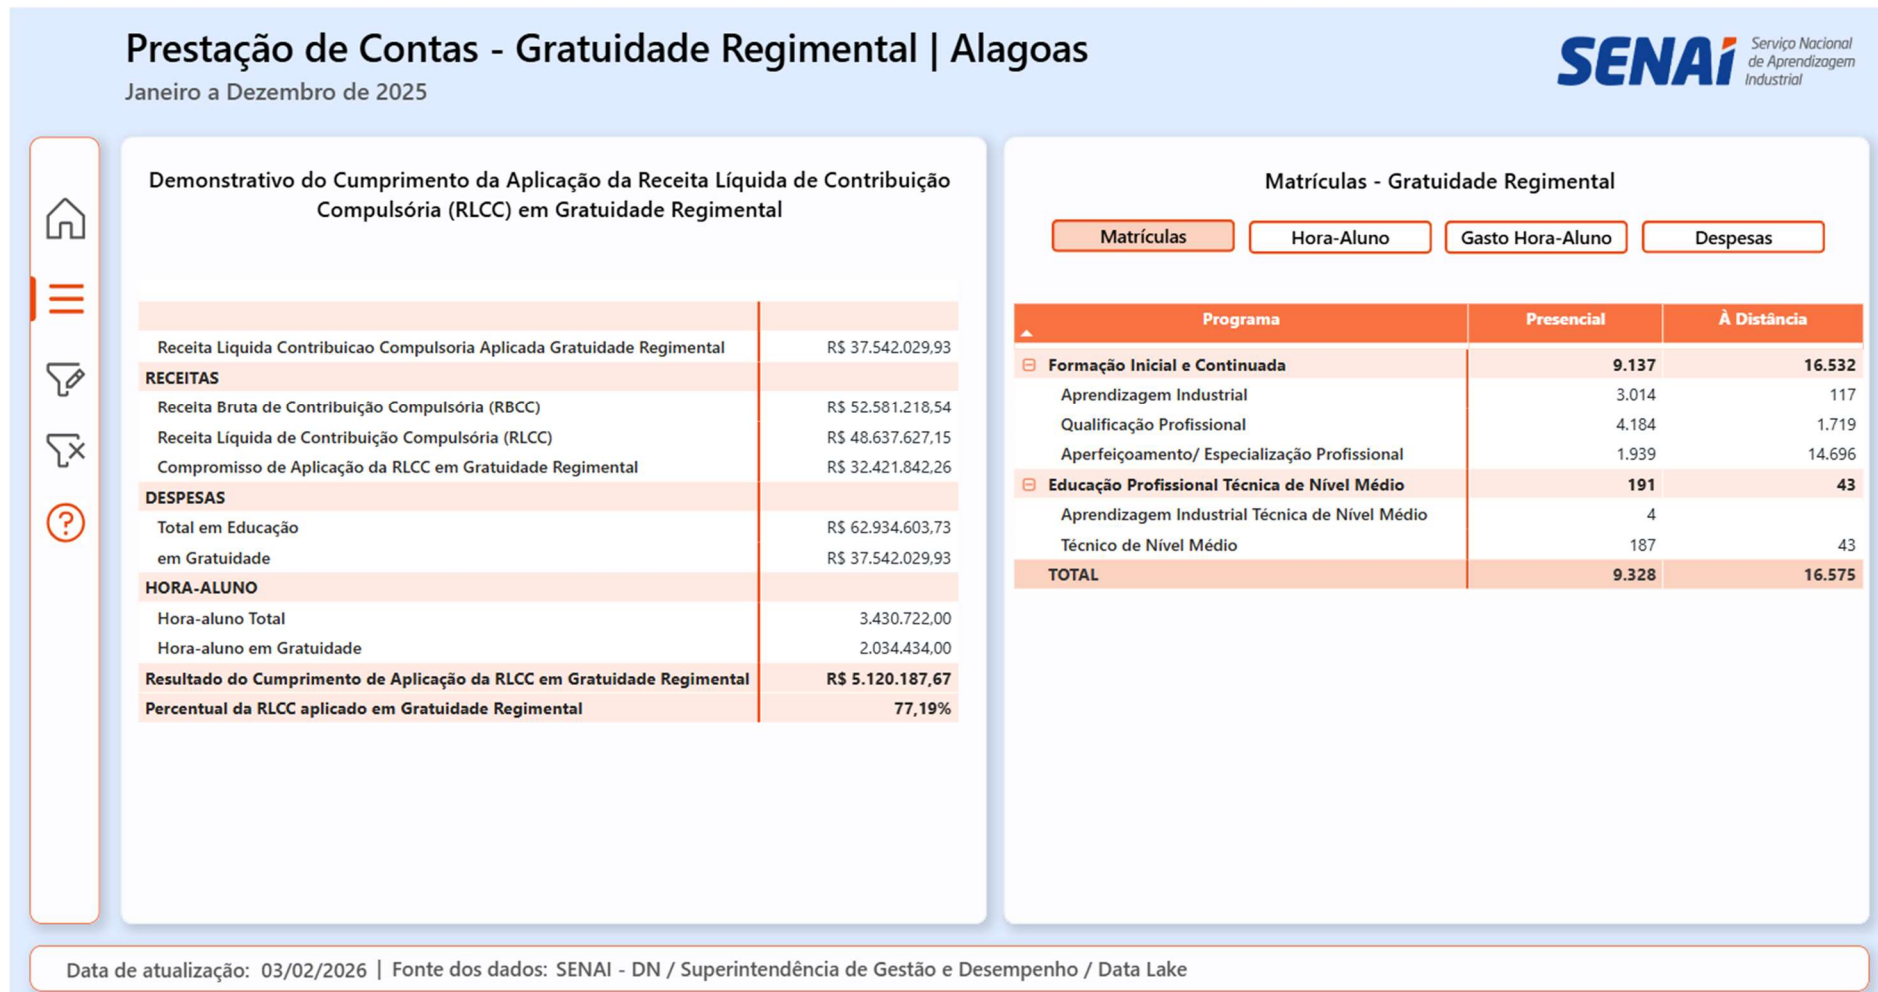 Prestação de Contas - Gratuidade Regimental | Alagoas
Janeiro a Dezembro de 2025
SENAI
Serviço Nacional
de Aprendizagem
Industrial
Demonstrativo do Cumprimento da Aplicação da Receita Líquida de Contribuição
Compulsória (RLCC) em Gratuidade Regimental
Receita Liquida Contribuicao Compulsoria Aplicada Gratuidade Regimental R$ 37.542.029,93
RECEITAS
Receita Bruta de Contribuição Compulsória (RBCC) R$ 52.581.218,54
Receita Líquida de Contribuição Compulsória (RLCC) R$ 48.637.627,15
Compromisso de Aplicação da RLCC em Gratuidade Regimental R$ 32.421.842,26
DESPESAS
Total em Educação R$ 62.934.603,73
em Gratuidade R$ 37.542.029,93
HORA-ALUNO
Hora-aluno Total 3.430.722,00
Hora-aluno em Gratuidade 2.034.434,00
Resultado do Cumprimento de Aplicação da RLCC em Gratuidade Regimental R$ 5.120.187,67
Percentual da RLCC aplicado em Gratuidade Regimental 77,19%
Matrículas - Gratuidade Regimental
Matrículas Hora-Aluno Gasto Hora-Aluno Despesas
Programa Presencial À Distância
Formação Inicial e Continuada 9.137 16.532
Aprendizagem Industrial 3.014 117
Qualificação Profissional 4.184 1.719
Aperfeiçoamento/ Especialização Profissional 1.939 14.696
Educação Profissional Técnica de Nível Médio 191 43
Aprendizagem Industrial Técnica de Nível Médio 4
Técnico de Nível Médio 187 43
TOTAL 9.328 16.575
Data de atualização: 03/02/2026 | Fonte dos dados: SENAI - DN / Superintendência de Gestão e Desempenho / Data Lake